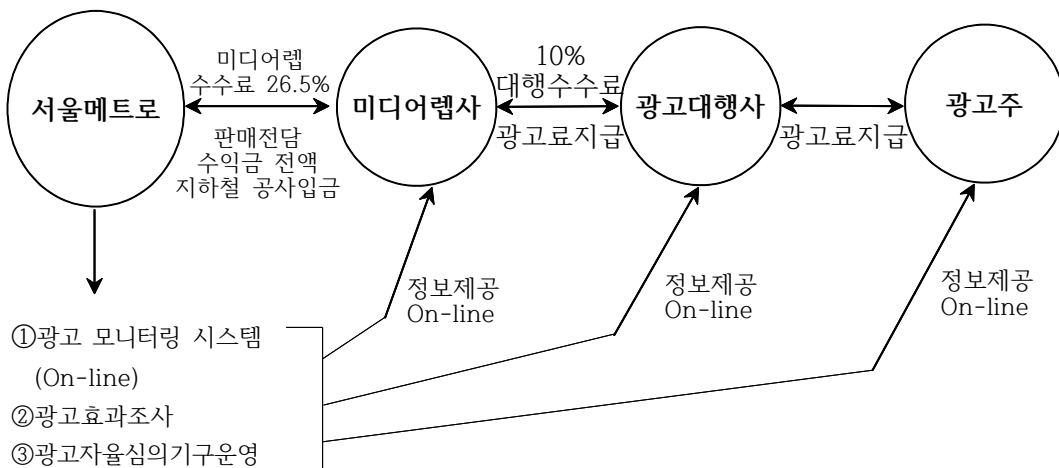 미디어렙
수수료 26.5%
10%
대행수수료
서울메트로
미디어렙사
광고대행사
광고주
판매전담
수익금 전액
지하철 공사입금
광고료지급
광고료지급
정보제공
On-line
정보제공
On-line
정보제공
On-line
①광고 모니터링 시스템
(On-line)
②광고효과조사
③광고자율심의기구운영